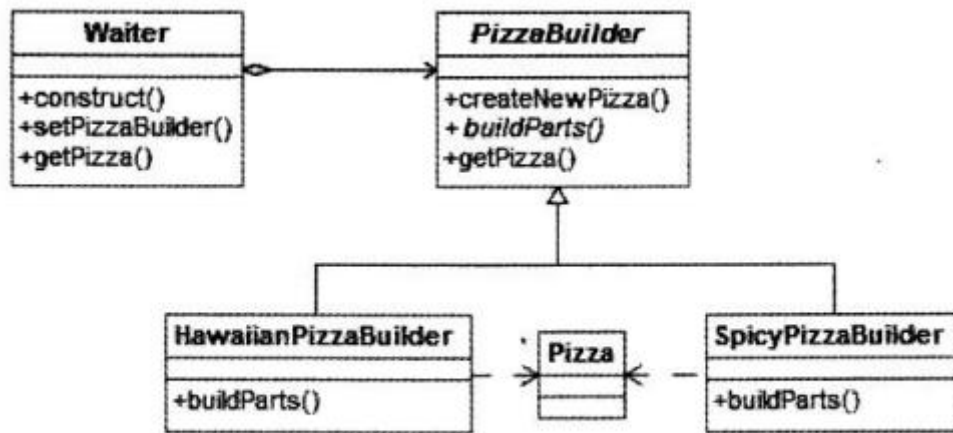 Waiter
+construct()
+setPizzaBuilder()
+getPizza()
PizzaBuilder
+createNewPizza()
+ buildParts()
+getPizza()
HawaiianPizzaBuilder
+buildParts()
Pizza
SpicyPizzaBuilder
+buildParts()